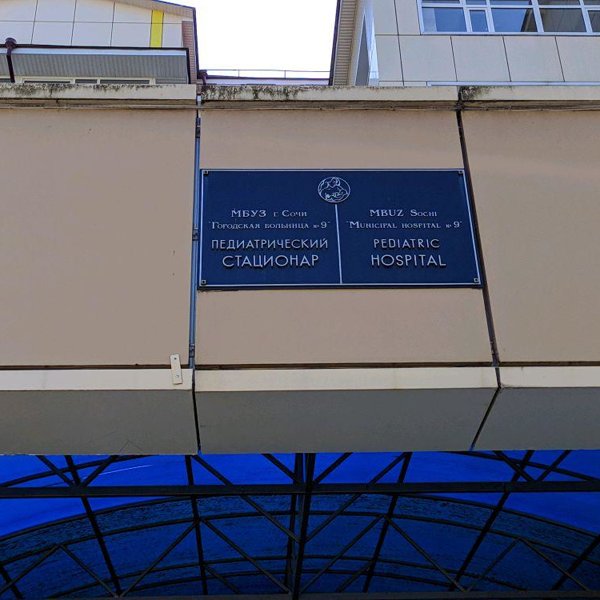 МБУЗ г. Сочи
"Городская больница № 9"
ПЕДИАТРИЧЕСКИЙ
СТАЦИОНАР
MBUZ Sochi
"Municipal hospital № 9"
PEDIATRIC
HOSPITAL